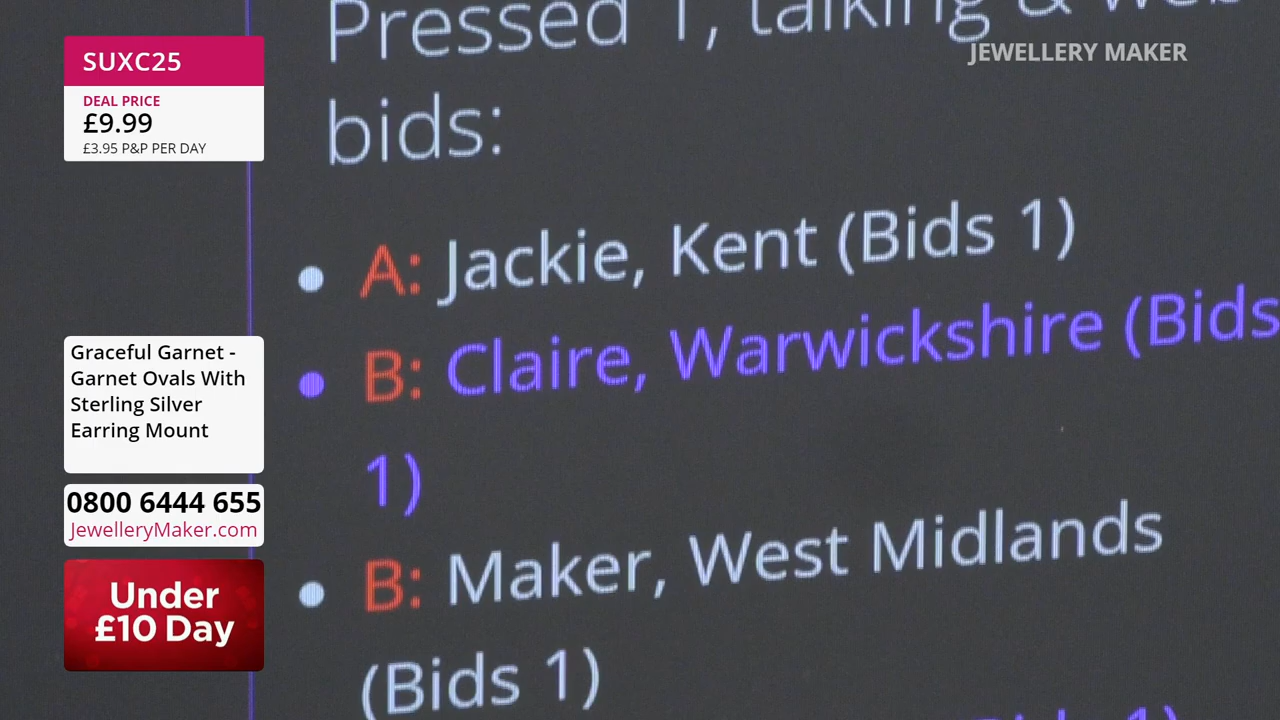 SUXC25
DEAL PRICE
£9.99
£3.95 P&P PER DAY
Graceful Garnet -
Garnet Ovals With
Sterling Silver
Earring Mount
0800 6444 655
JewelleryMaker.com
Under
£10 Day
JEWELLERY MAKER
Pressed 1, talking & web
bids:
A: Jackie, Kent (Bids 1)
B: Claire, Warwickshire (Bids
1)
B: Maker, West Midlands
(Bids 1)